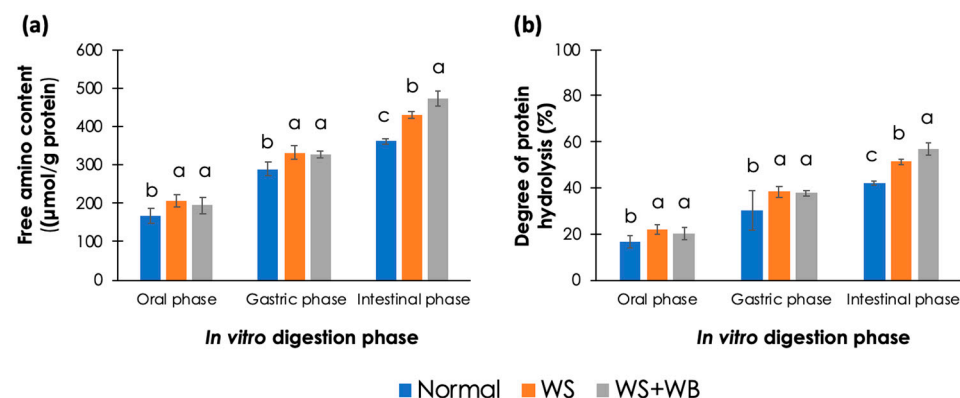 (a)
Free amino content
((µmol/g protein)
600
500
400
300
200
100
0
b a a
b a a
c b a
Oral phase Gastric phase Intestinal phase
In vitro digestion phase
(b)
Degree of protein
hydrolysis (%)
100
80
60
40
20
0
b a a
b a a
c b a
Oral phase Gastric phase Intestinal phase
In vitro digestion phase
Normal WS WS+WB